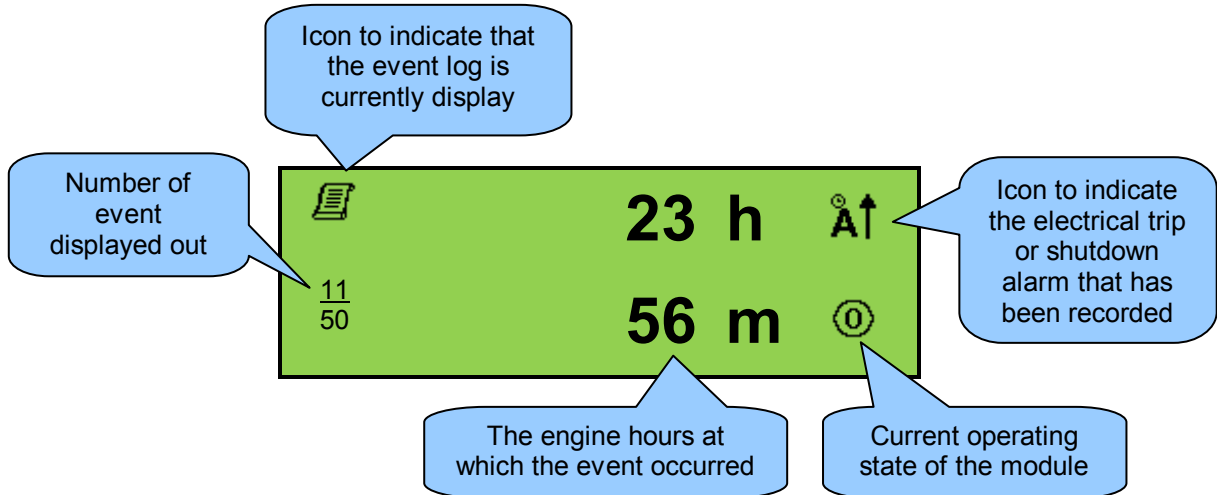 Icon to indicate that
the event log is
currently display
Number of
event
displayed out
23 h
Å↑
11
50
56 m
0
Icon to indicate
the electrical trip
or shutdown
alarm that has
been recorded
The engine hours at
which the event occurred
Current operating
state of the module